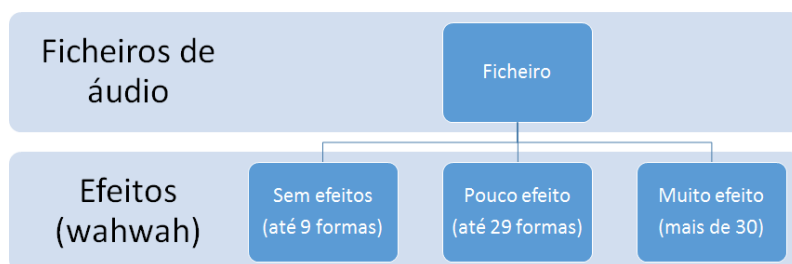 Ficheiros de
áudio
Ficheiro
Efeitos
(wahwah)
Sem efeitos
(até 9 formas)
Pouco efeito
(até 29 formas)
Muito efeito
(mais de 30)